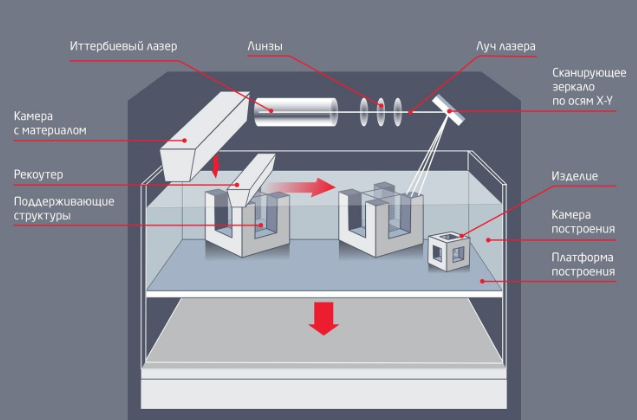 Иттербиевый лазер
Линзы
Луч лазера
Сканирующее
зеркало
по осям X-Y
Камера
с материалом
Рекоутер
Поддерживающие
структуры
Изделие
Камера
построения
Платформа
построения